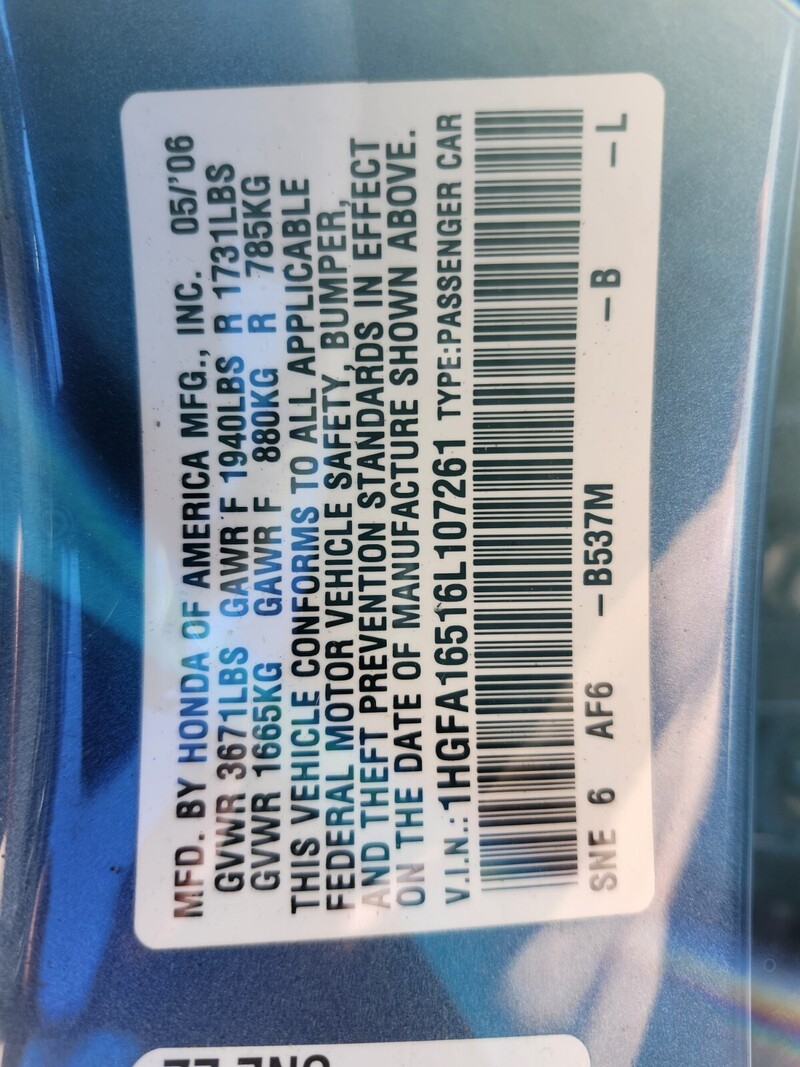 MFD. BY HONDA OF AMERICA MFG., INC. 05/'06
GVWR 3671LBS GAWR F 1940LBS R 1731LBS
GVWR 1665KG GAWR F 880KG R 785KG
THIS VEHICLE CONFORMS TO ALL APPLICABLE
FEDERAL MOTOR VEHICLE SAFETY, BUMPER,
AND THEFT PREVENTION STANDARDS IN EFFECT
ON THE DATE OF MANUFACTURE SHOWN ABOVE.
V.I.N.: 1HGFA16516L107261 TYPE:PASSENGER CAR
SNE 6 AF6 –B537M –B –L